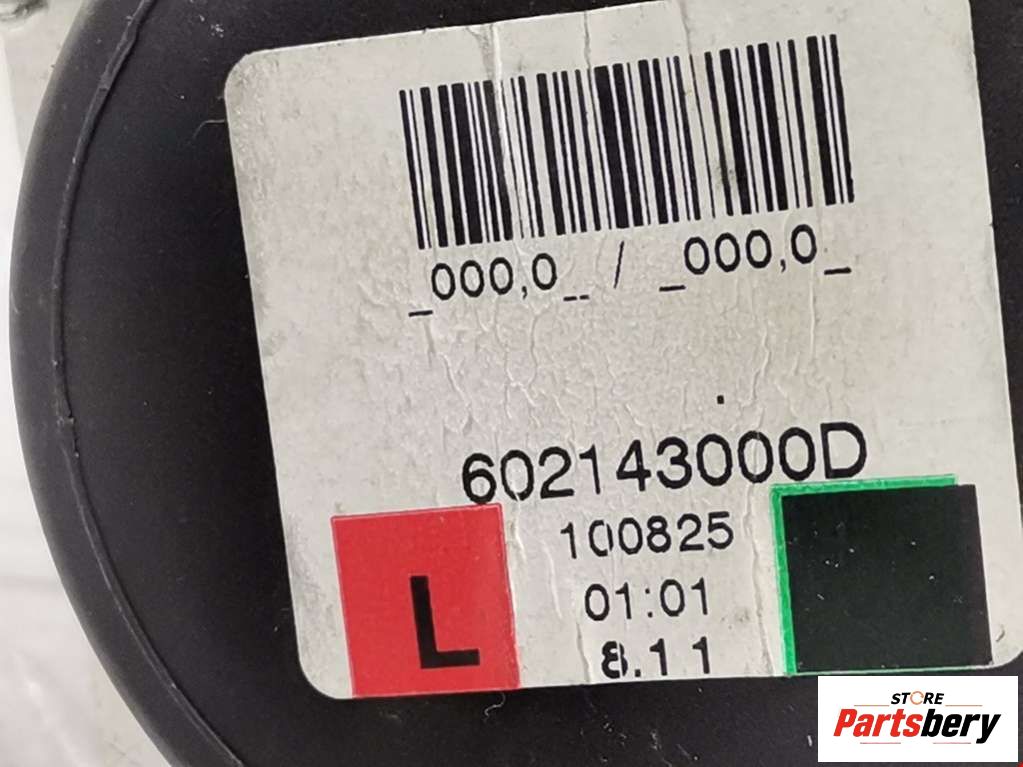 _000,0_ _ / _000,0_
.
602143000D
100825
01:01
8.11
L
STORE
Partsbery